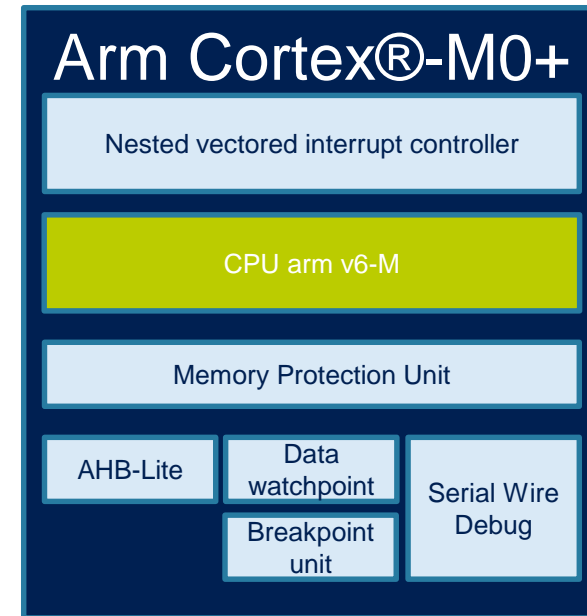 Arm Cortex®-M0+
Nested vectored interrupt controller
CPU arm v6-M
Memory Protection Unit
AHB-Lite
Data
watchpoint
Breakpoint
unit
Serial Wire
Debug